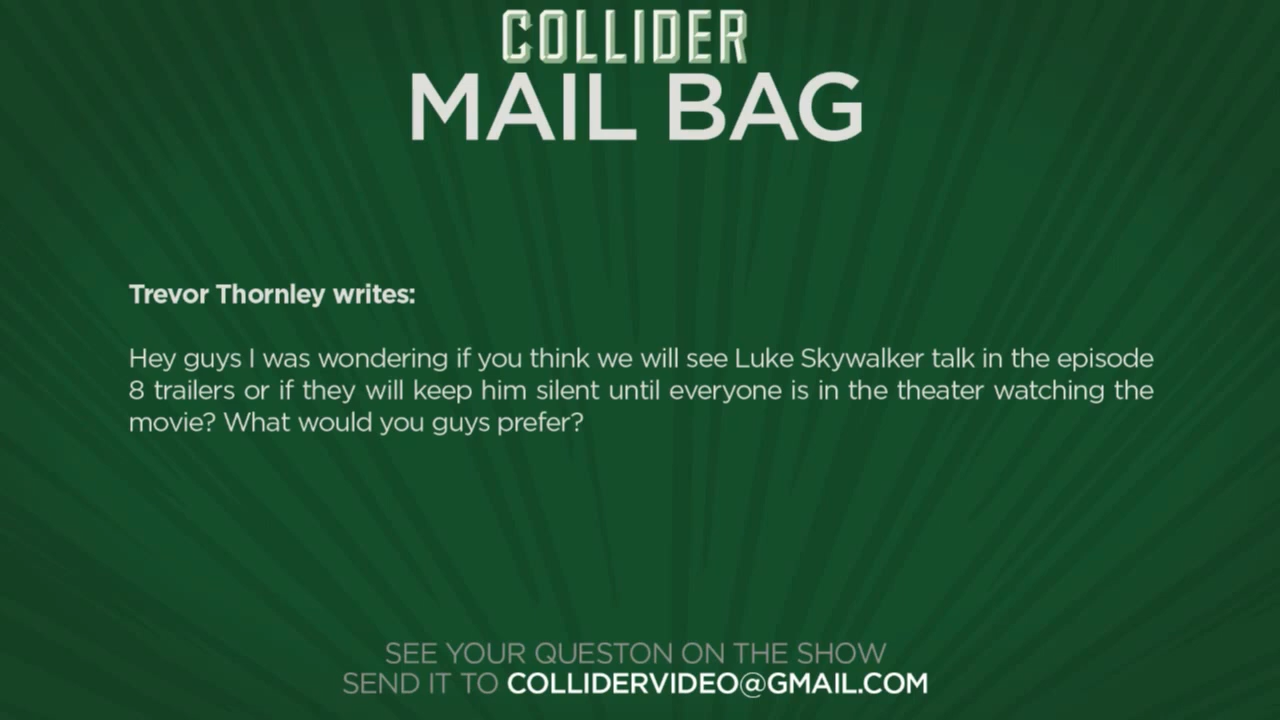 COLLIDER
MAIL BAG
Trevor Thornley writes:
Hey guys I was wondering if you think we will see Luke Skywalker talk in the episode
8 trailers or if they will keep him silent until everyone is in the theater watching the
movie? What would you guys prefer?
SEE YOUR QUESTON ON THE SHOW
SEND IT TO COLLIDERVIDEO@GMAIL.COM